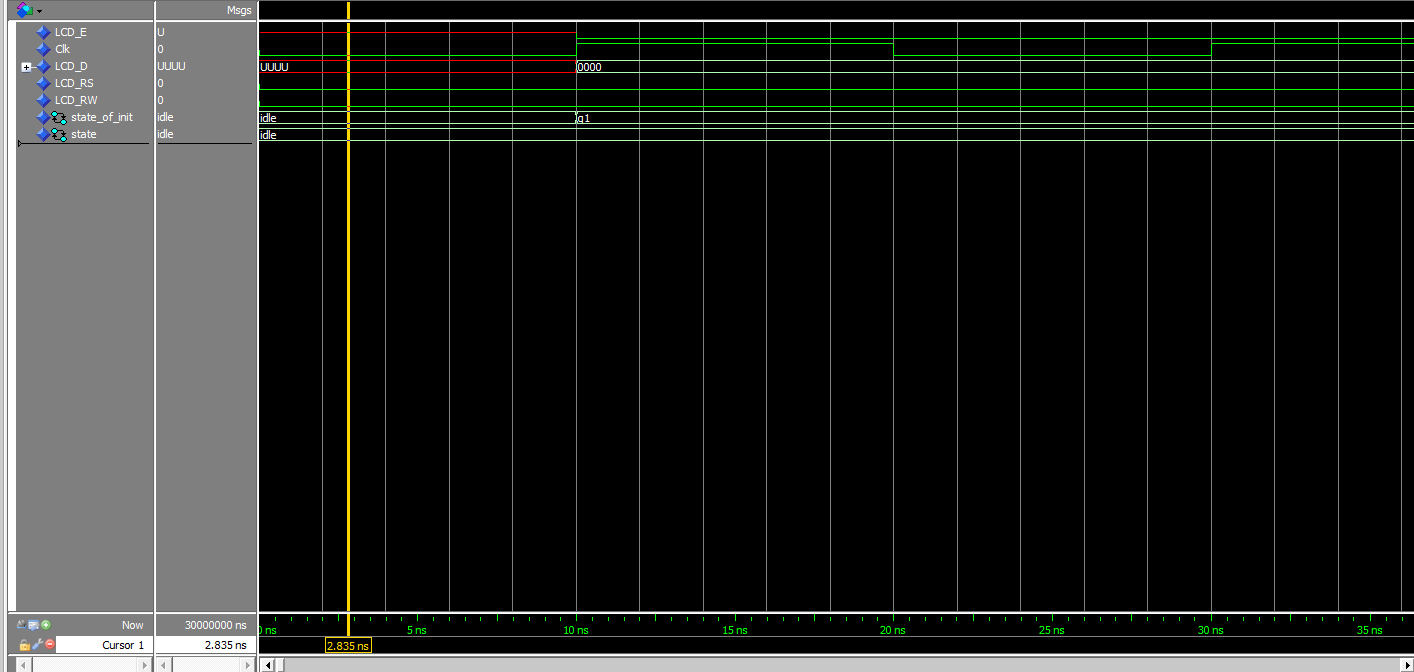 Msgs
LCD_E U
Clk 0
LCD_D UUUU UUUU 0000
LCD_RS 0
LCD_RW 0
state_of_init idle idle q1
state idle idle
Now 30000000 ns 0 ns 5 ns 10 ns 15 ns 20 ns 25 ns 30 ns 35 ns
Cursor 1 2.835 ns 2.835 ns